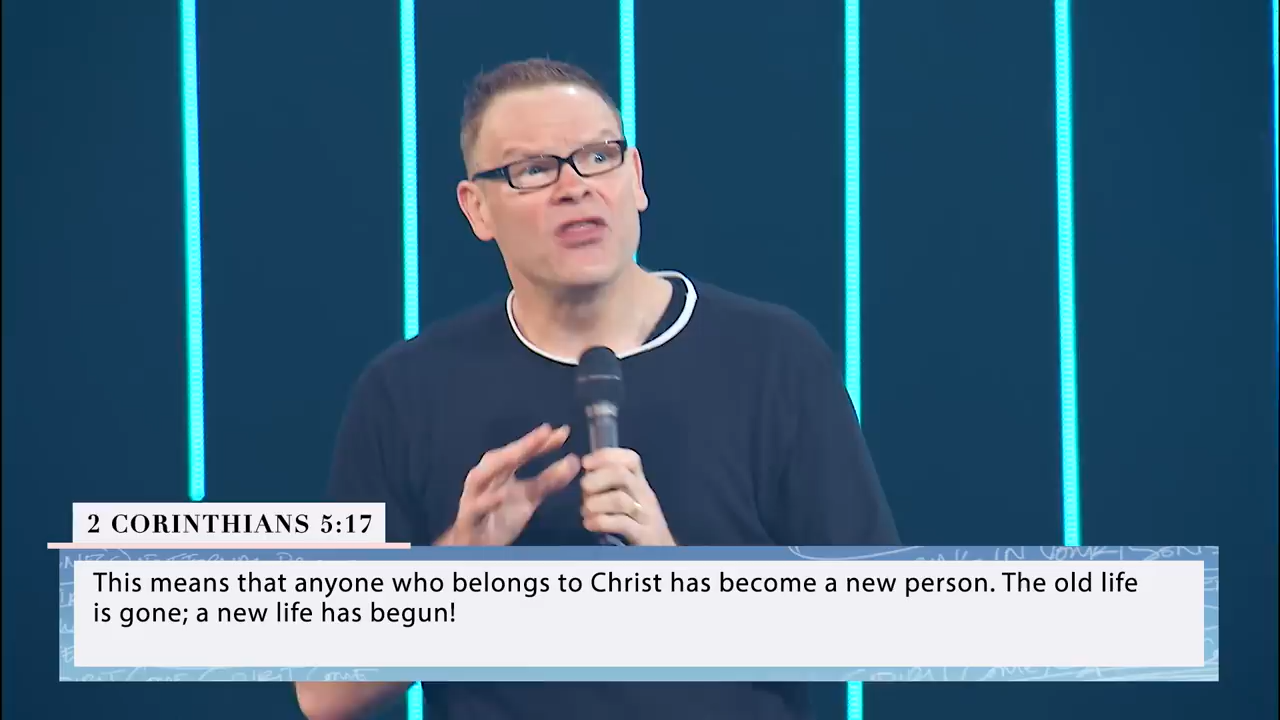 2 CORINTHIANS 5:17
This means that anyone who belongs to Christ has become a new person. The old life
is gone; a new life has begun!